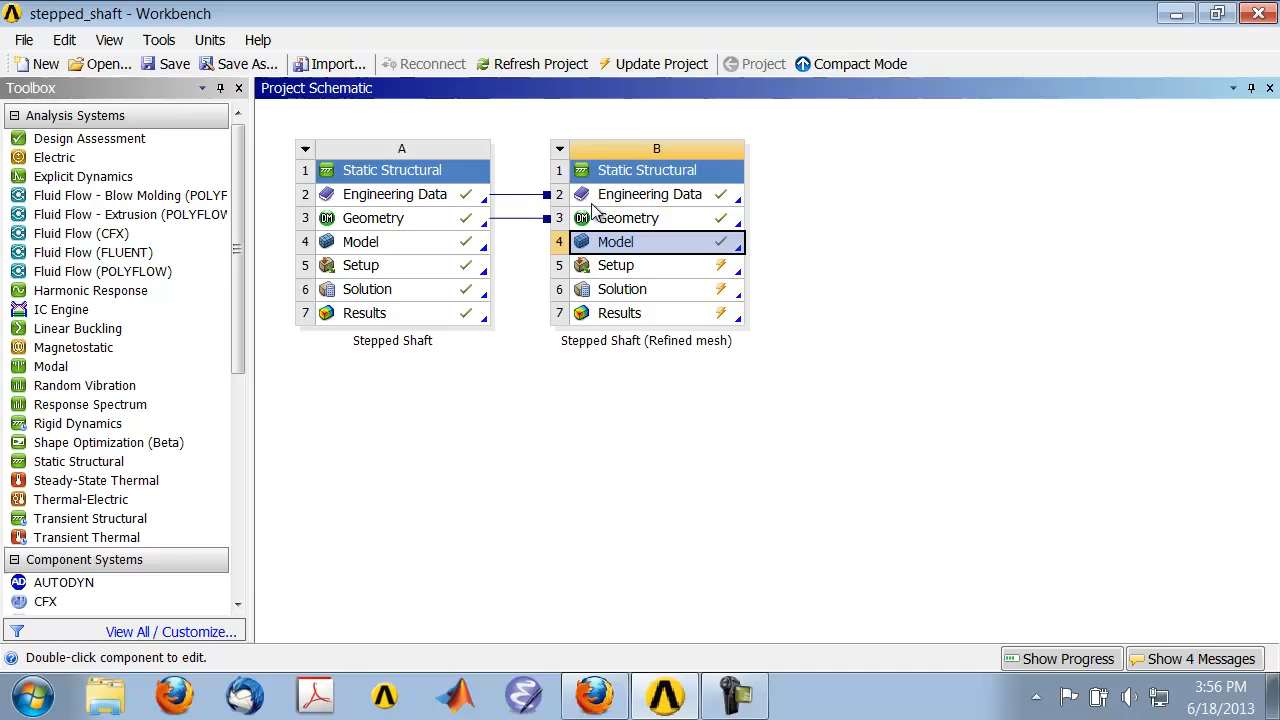 stepped_shaft - Workbench
File Edit View Tools Units Help
New Open... Save Save As... Import... Reconnect Refresh Project Update Project Project Compact Mode
Toolbox
Project Schematic
Analysis Systems
Design Assessment
Electric
Explicit Dynamics
Fluid Flow - Blow Molding (POLYF
Fluid Flow - Extrusion (POLYFLOW
Fluid Flow (CFX)
Fluid Flow (FLUENT)
Fluid Flow (POLYFLOW)
Harmonic Response
IC Engine
Linear Buckling
Magnetostatic
Modal
Random Vibration
Response Spectrum
Rigid Dynamics
Shape Optimization (Beta)
Static Structural
Steady-State Thermal
Thermal-Electric
Transient Structural
Transient Thermal
Component Systems
AD AUTODYN
CFX
View All / Customize...
A
1 Static Structural
2 Engineering Data
3 DM Geometry
4 Model
5 Setup
6 Solution
7 Results
Stepped Shaft
B
1 Static Structural
2 Engineering Data
3 DM Geometry
4 Model
5 Setup
6 Solution
7 Results
Stepped Shaft (Refined mesh)
Double-click component to edit.
Show Progress
Show 4 Messages
3:56 PM
6/18/2013